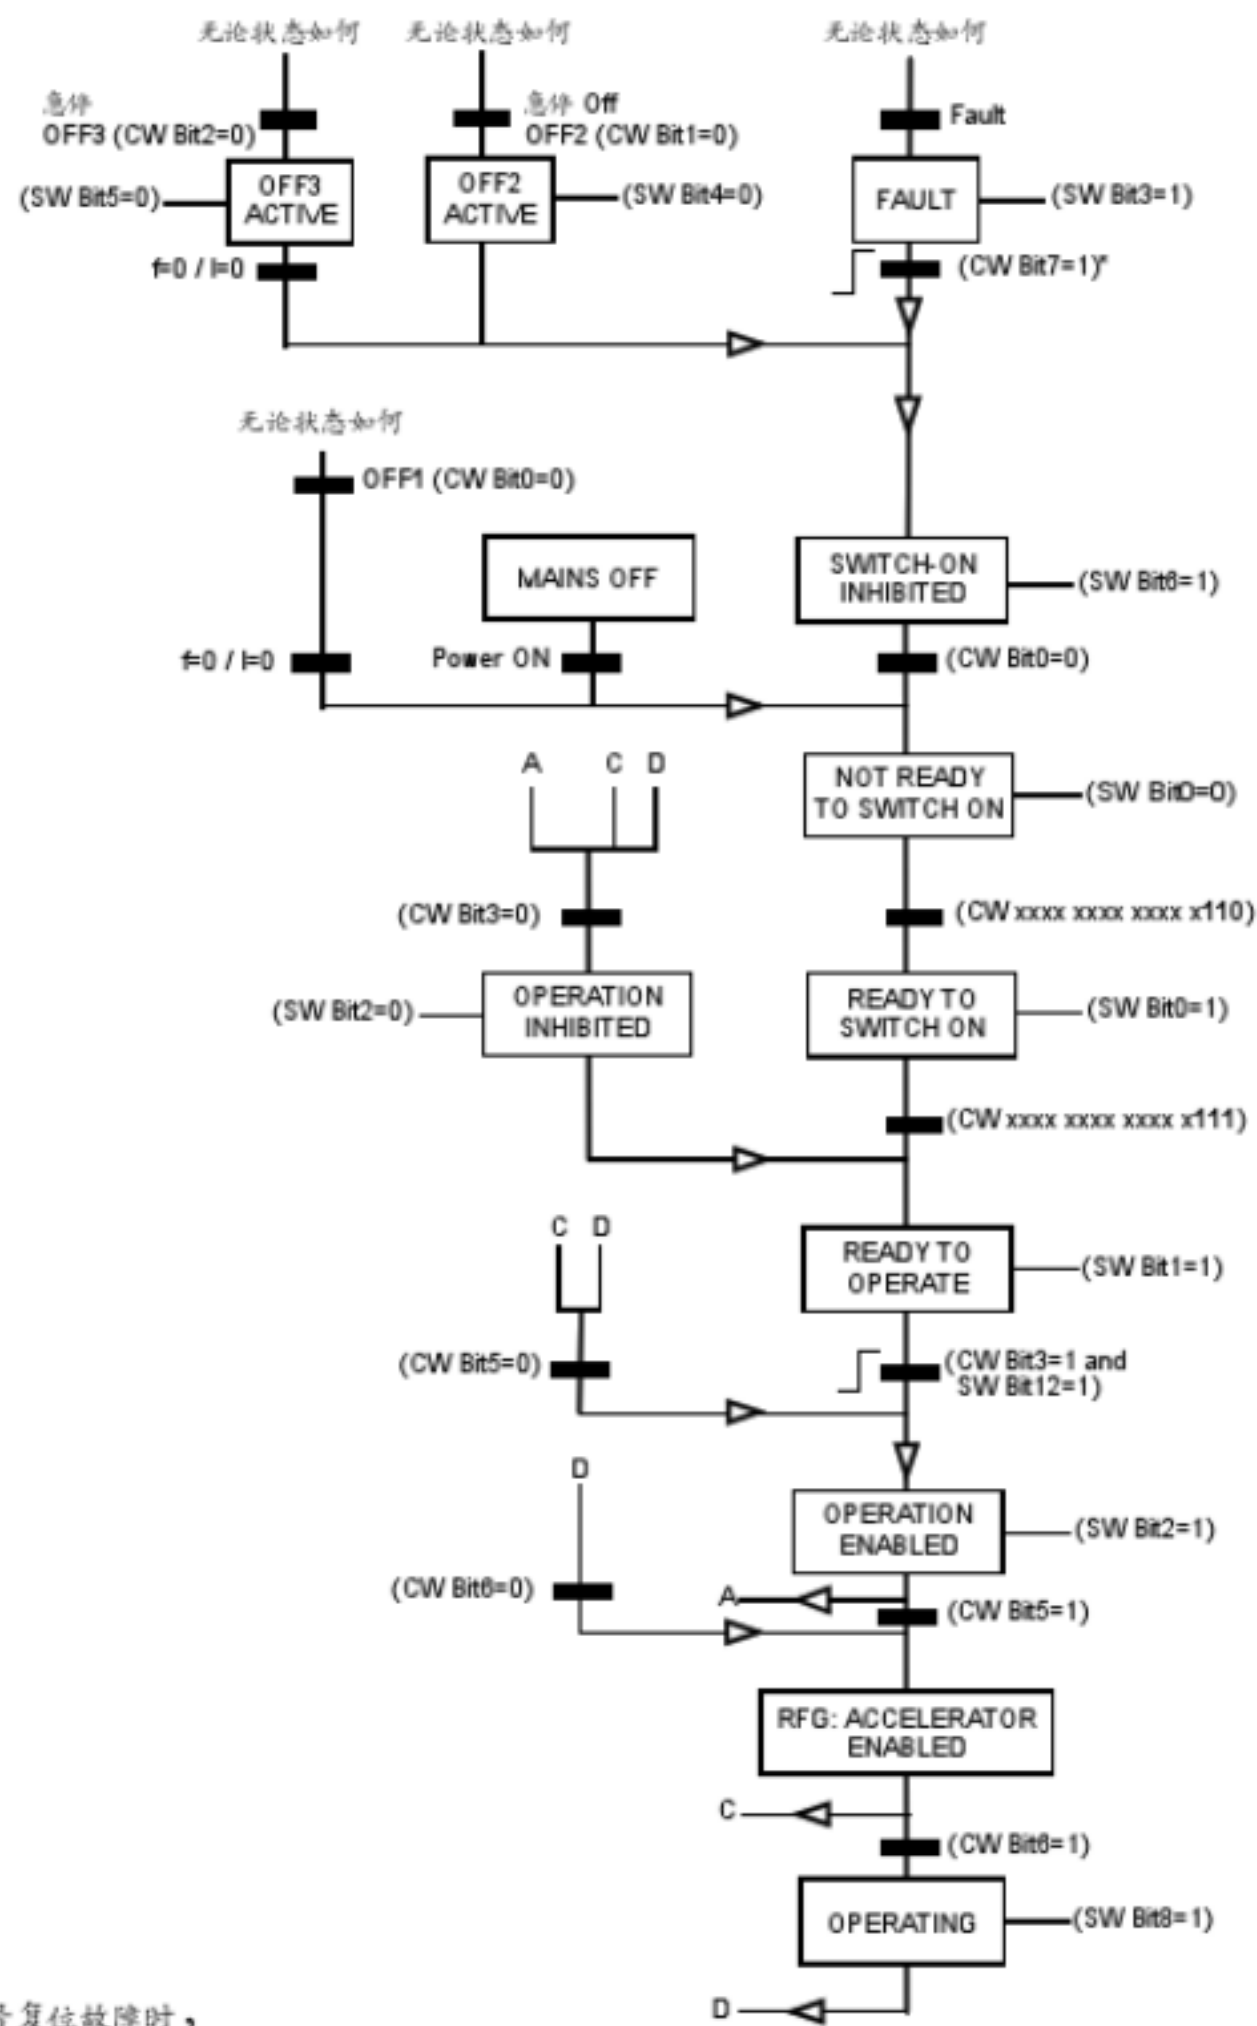 无论状态如何
无论状态如何
无论状态如何
急停
OFF3 (CW Bit2=0)
急停 Off
OFF2 (CW Bit1=0)
Fault
(SW Bit5=0)
OFF3
ACTIVE
OFF2
ACTIVE
(SW Bit4=0)
FAULT
(SW Bit3=1)
f=0 / I=0
(CW Bit7=1)*
无论状态如何
OFF1 (CW Bit0=0)
MAINS OFF
SWITCH-ON
INHIBITED
(SW Bit6=1)
f=0 / I=0
Power ON
(CW Bit0=0)
A
C
D
NOT READY
TO SWITCH ON
(SW Bit0=0)
(CW Bit3=0)
(CW xxxx xxxx xxxx x110)
(SW Bit2=0)
OPERATION
INHIBITED
READY TO
SWITCH ON
(SW Bit0=1)
(CW xxxx xxxx xxxx x111)
C
D
READY TO
OPERATE
(SW Bit1=1)
(CW Bit5=0)
(CW Bit3=1 and
SW Bit12=1)
D
OPERATION
ENABLED
(SW Bit2=1)
(CW Bit6=0)
A
(CW Bit5=1)
RFG: ACCELERATOR
ENABLED
C
(CW Bit6=1)
OPERATING
(SW Bit8=1)
D
复位故障时，